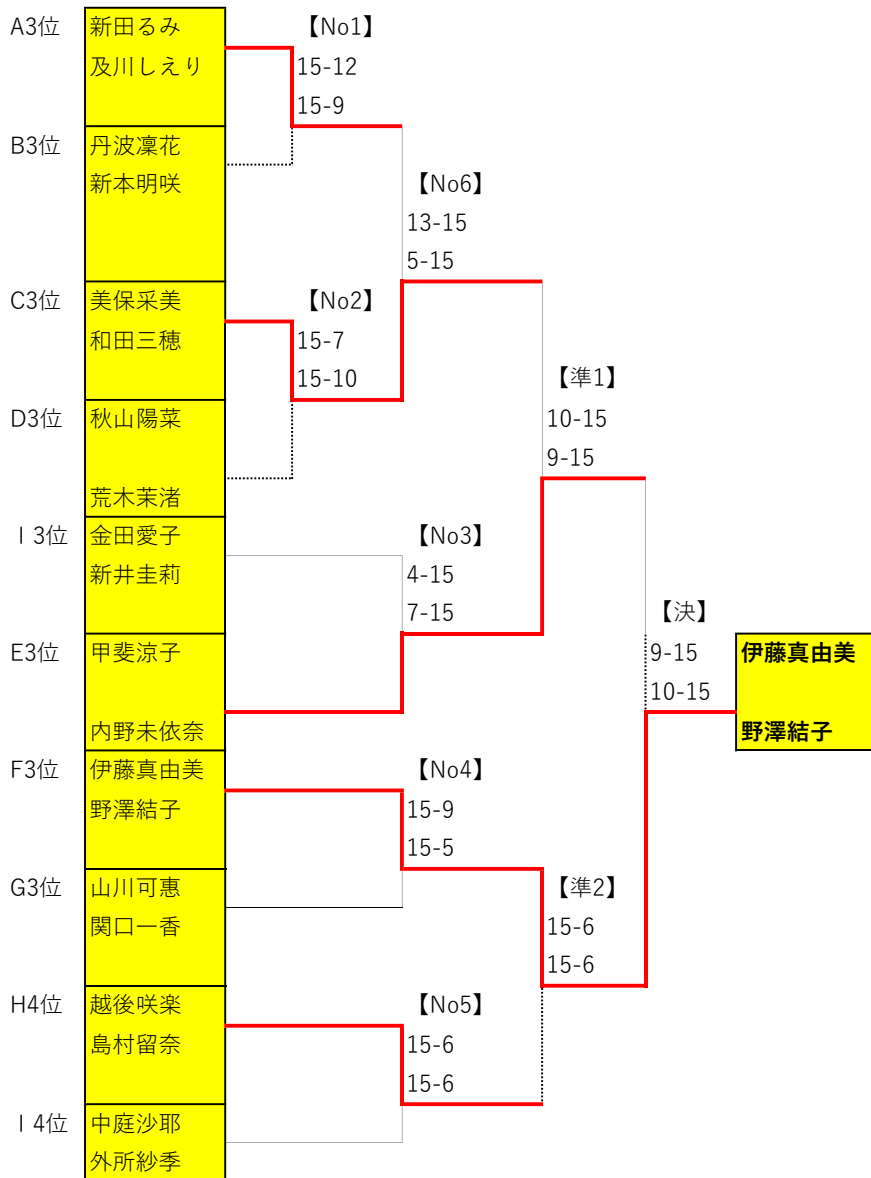 A3位 新田るみ 【No1】
及川しえり 15-12
15-9
B3位 丹波凜花
新本明咲 【No6】
13-15
5-15
C3位 美保采美 【No2】
和田三穂 15-7
15-10 【準1】
D3位 秋山陽菜 10-15
9-15
荒木茉渚
I 3位 金田愛子 【No3】
新井圭莉 4-15
7-15 【決】
E3位 甲斐涼子 9-15 伊藤真由美
10-15
内野未依奈 野澤結子
F3位 伊藤真由美 【No4】
野澤結子 15-9
15-5
G3位 山川可惠 【準2】
関口一香 15-6
15-6
H4位 越後咲楽 【No5】
島村留奈 15-6
15-6
I 4位 中庭沙耶
外所紗季